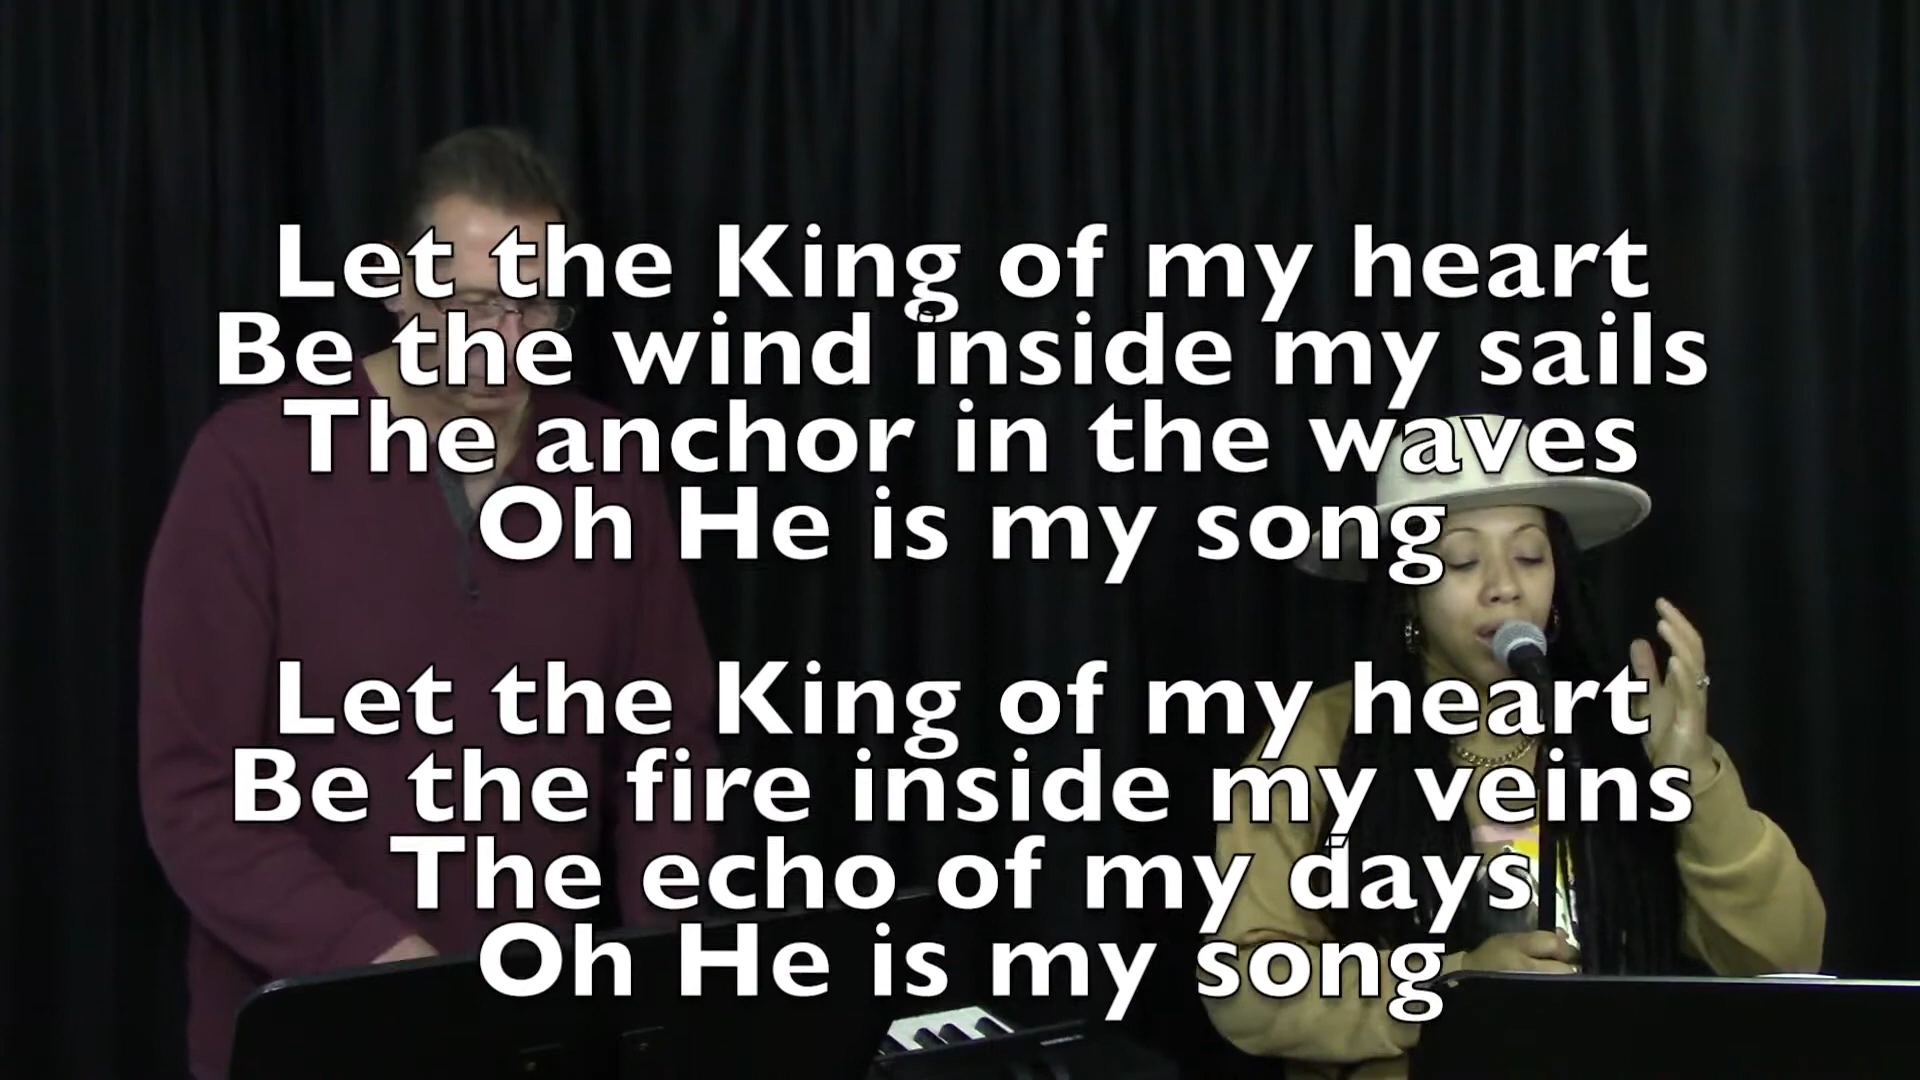 Let the King of my heart
Be the wind inside my sails
The anchor in the waves
Oh He is my song
Let the King of my heart
Be the fire inside my veins
The echo of my days
Oh He is my song